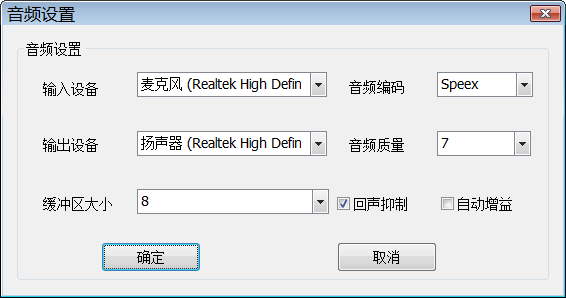 音频设置
音频设置
输入设备 麦克风 (Realtek High Defin 音频编码 Speex
输出设备 扬声器 (Realtek High Defin 音频质量 7
缓冲区大小 8 回声抑制 自动增益
确定 取消